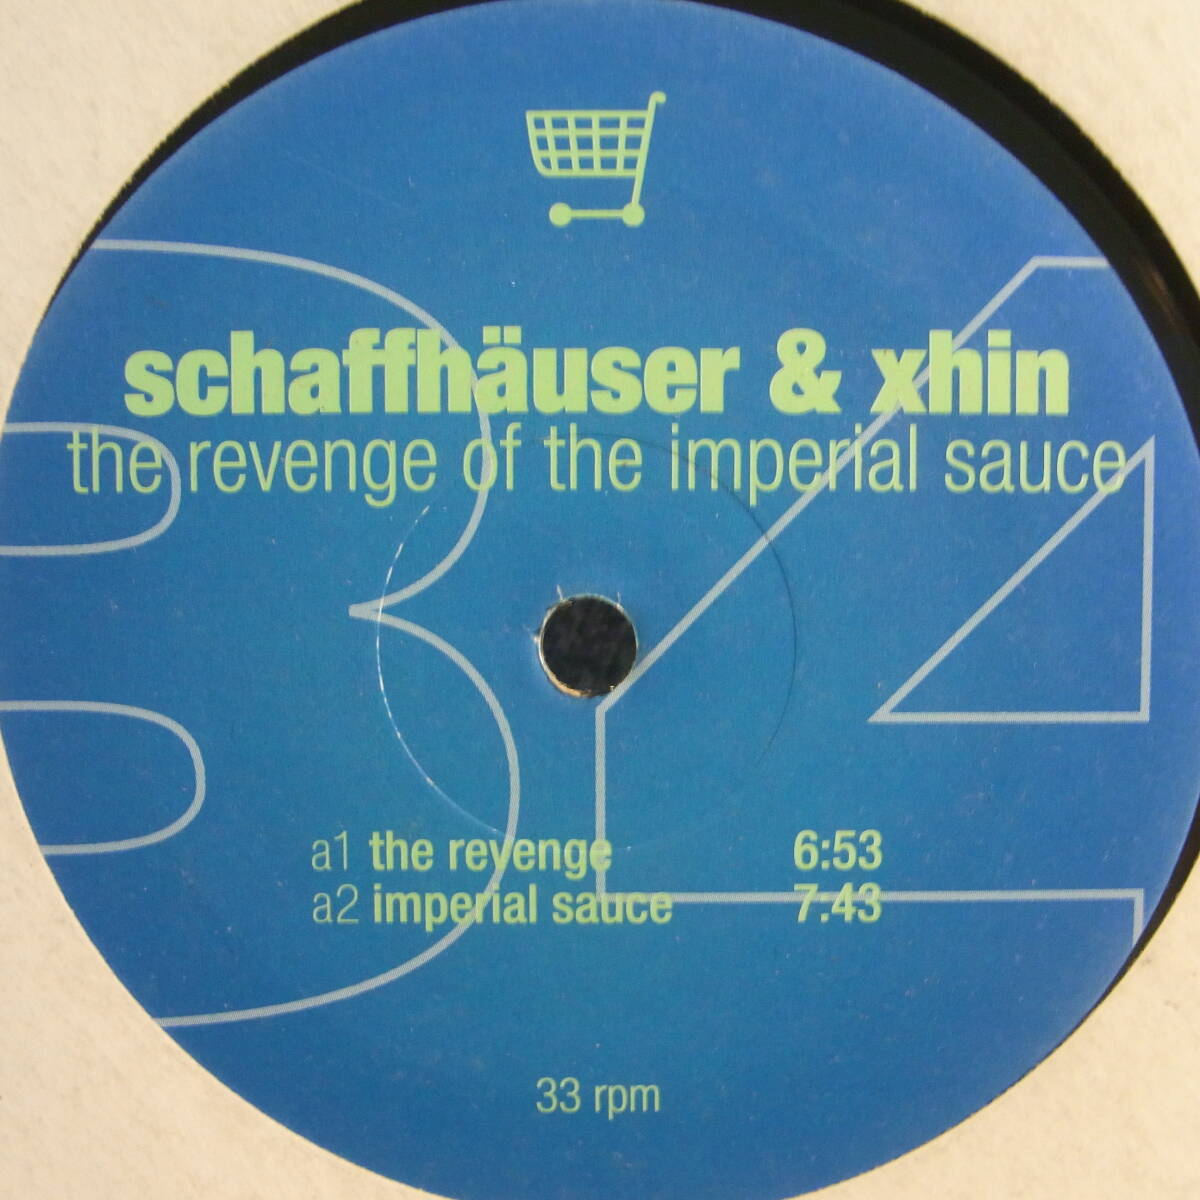 schaffhäuser & xhin
the revenge of the imperial sauce
34
a1 the revenge 6:53
a2 imperial sauce 7:43
33 rpm